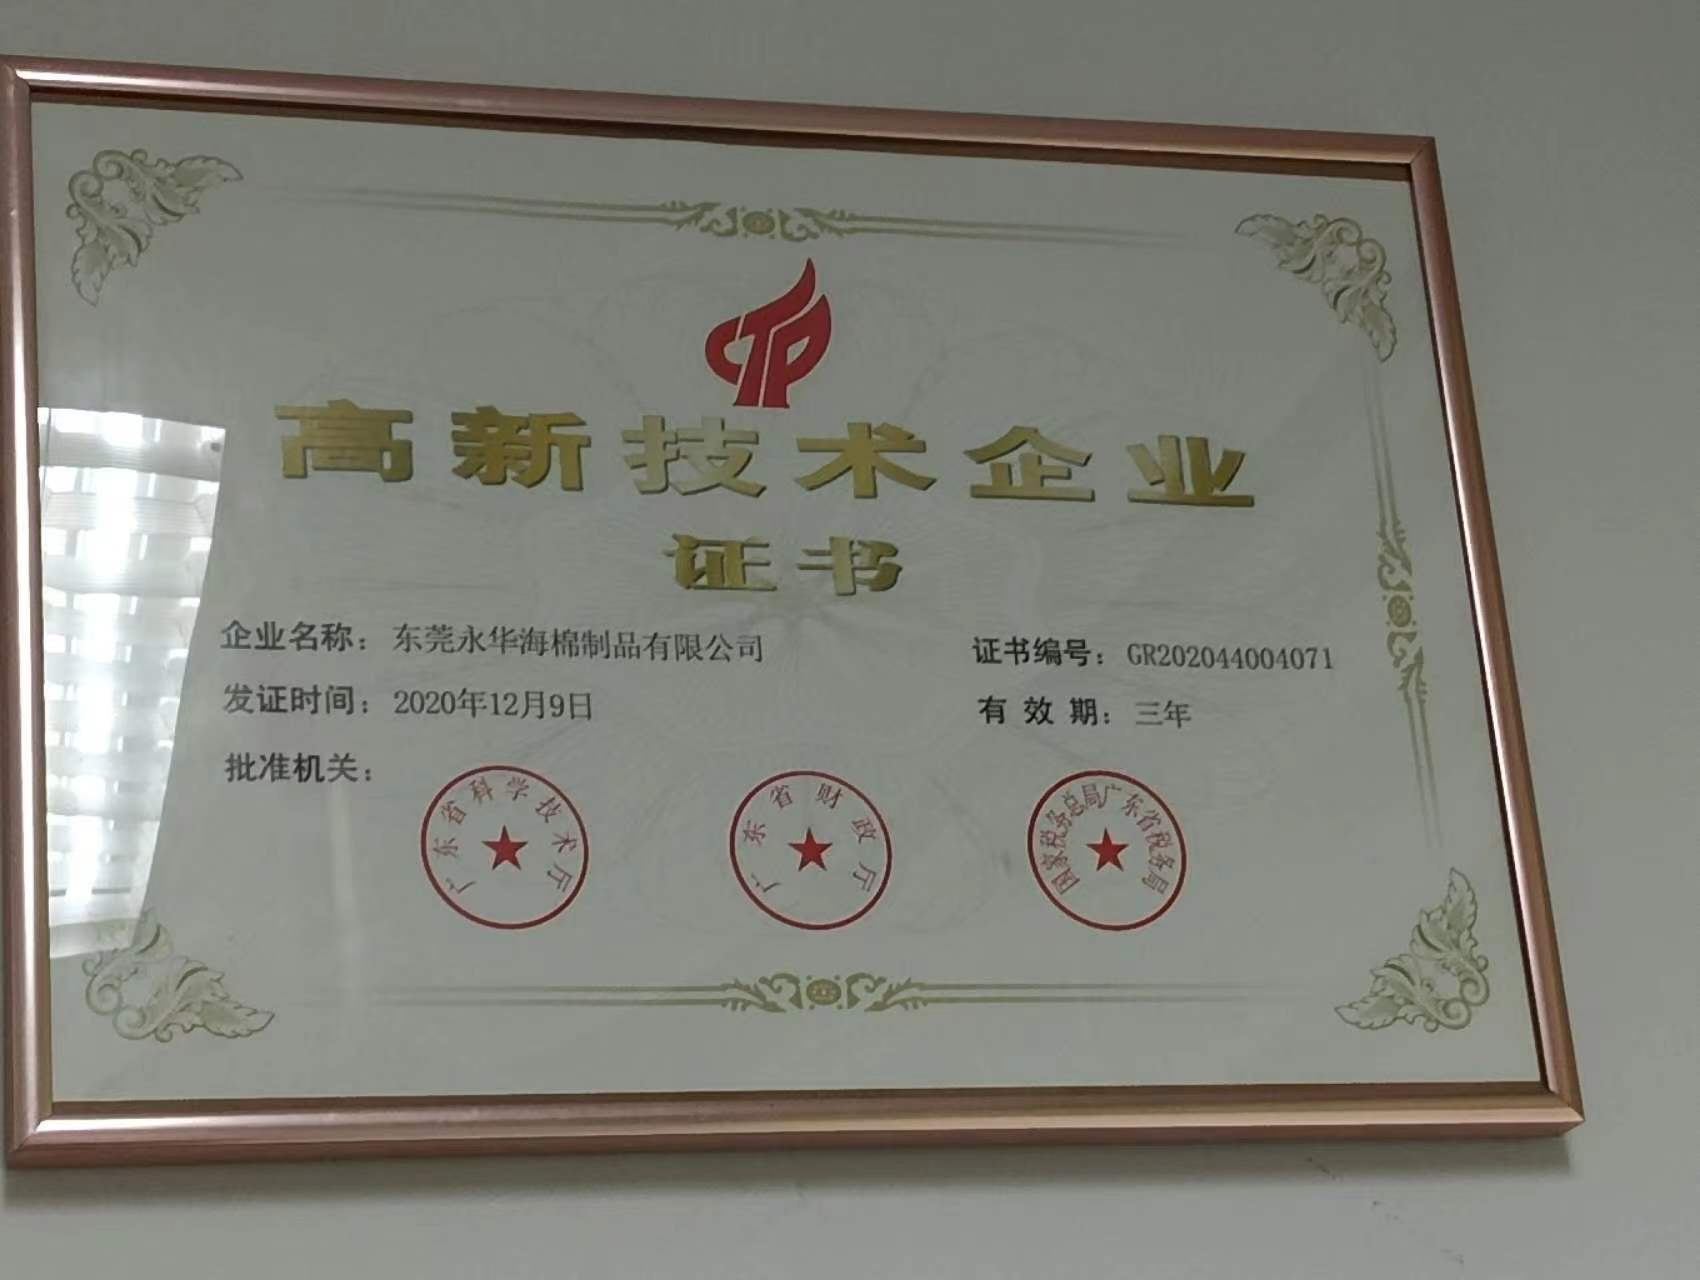 CTP
高新技术企业
证书
企业名称：东莞永华海棉制品有限公司
证书编号：GR202044004071
发证时间：2020年12月9日
有效期：三年
批准机关：
广东省科学技术厅
广东省财政厅
国家税务总局广东省税务局